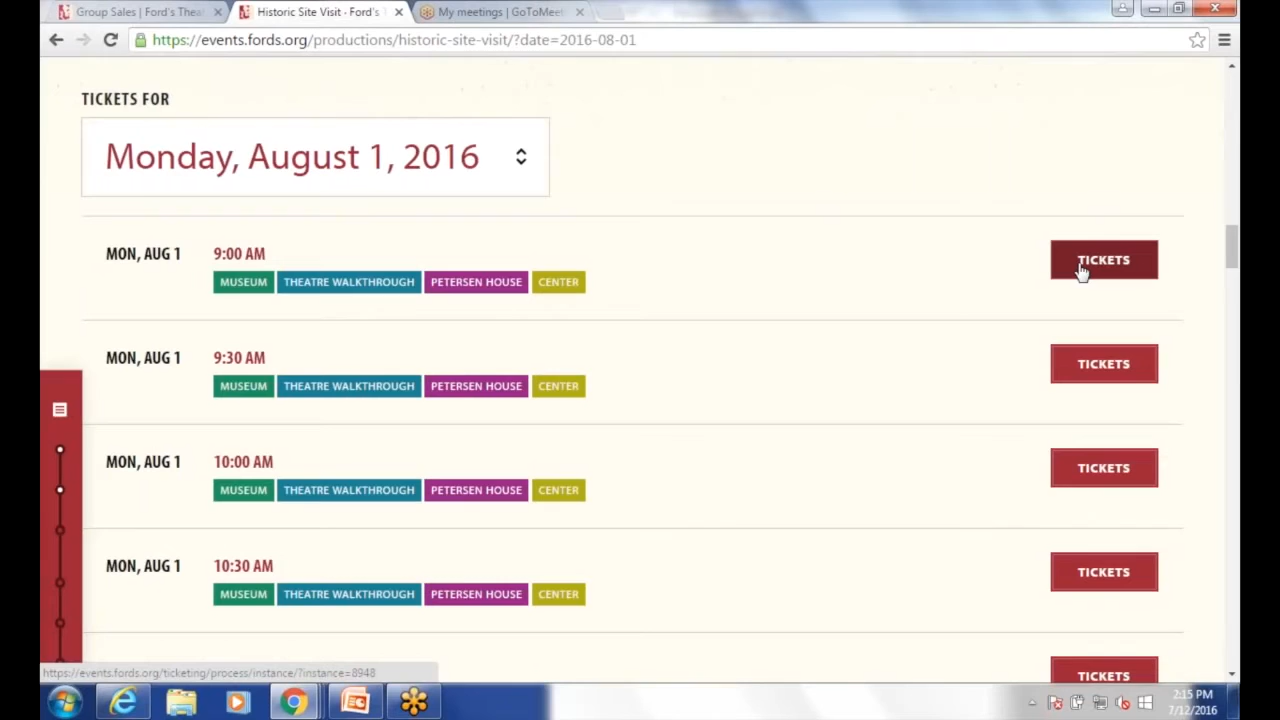 Group Sales | Ford's Thea
Historic Site Visit - Ford's
My meetings | GoToMeet
https://events.fords.org/productions/historic-site-visit/?date=2016-08-01
TICKETS FOR
Monday, August 1, 2016
MON, AUG 1 9:00 AM TICKETS
MUSEUM THEATRE WALKTHROUGH PETERSEN HOUSE CENTER
MON, AUG 1 9:30 AM TICKETS
MUSEUM THEATRE WALKTHROUGH PETERSEN HOUSE CENTER
MON, AUG 1 10:00 AM TICKETS
MUSEUM THEATRE WALKTHROUGH PETERSEN HOUSE CENTER
MON, AUG 1 10:30 AM TICKETS
MUSEUM THEATRE WALKTHROUGH PETERSEN HOUSE CENTER
TICKETS
https://events.fords.org/ticketing/process/instance/?instance=8948
2:15 PM
7/12/2016